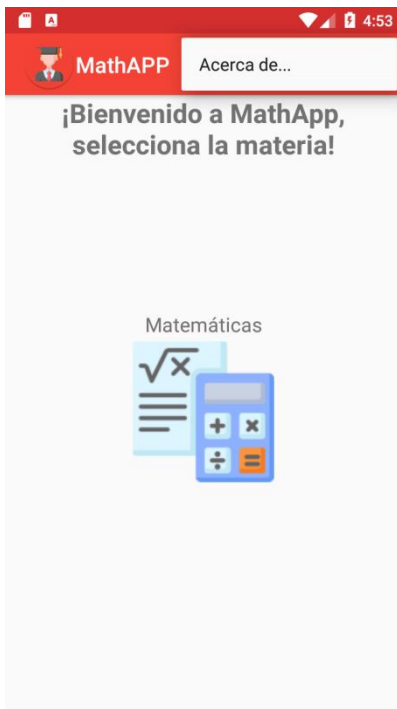 4:53
MathAPP
Acerca de...
¡Bienvenido a MathApp,
selecciona la materia!
Matemáticas
√x
+ ×
÷ =